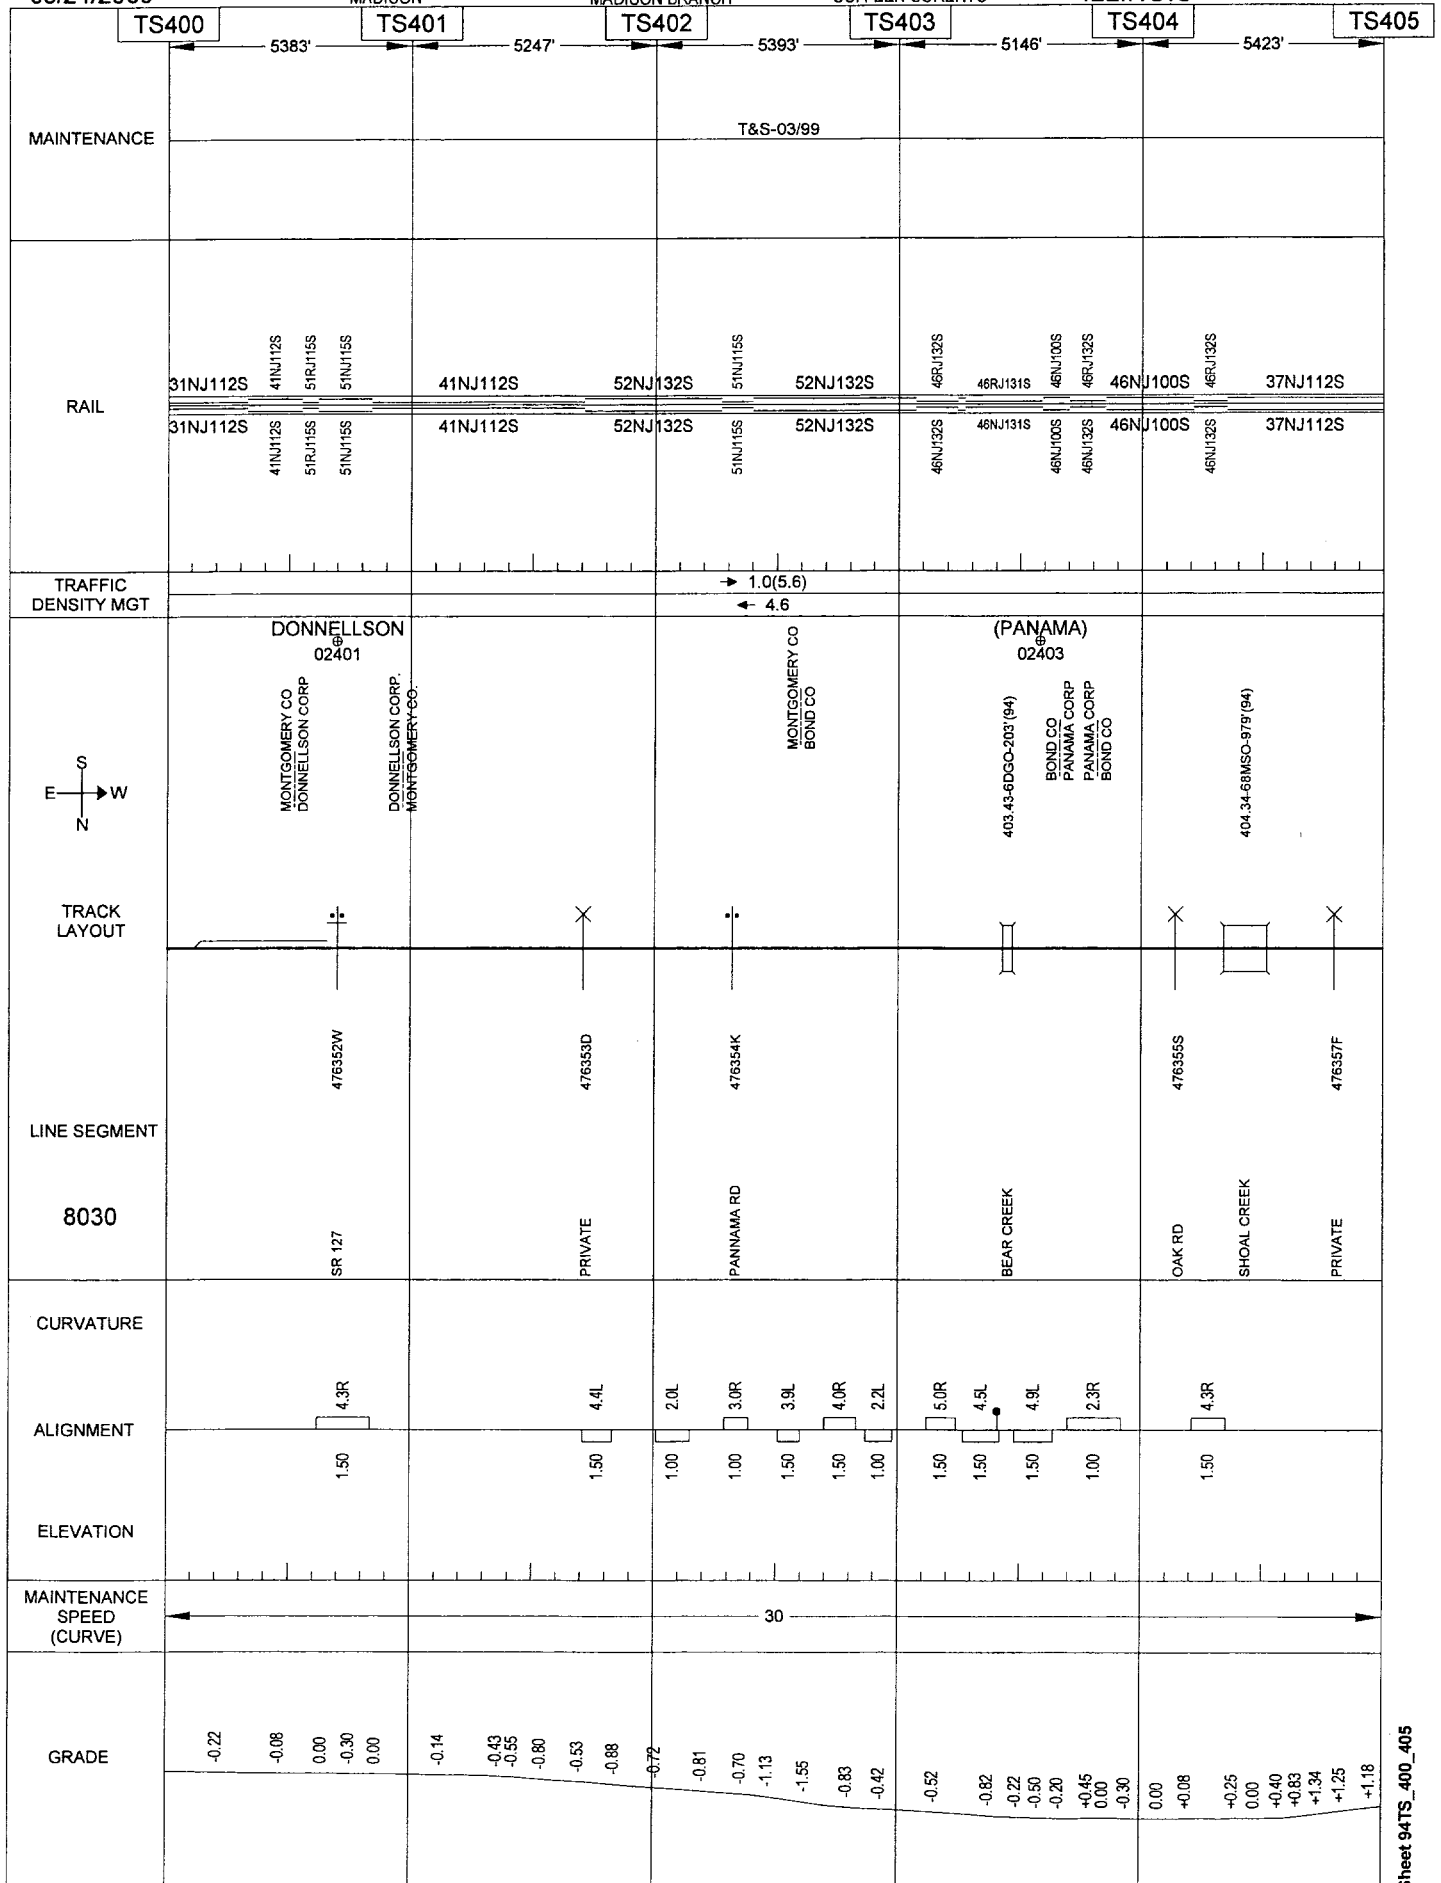 MADISON MADISON BRANCH
TS400 TS401 TS402 TS403 TS404 TS405
5383' 5247' 5393' 5146' 5423'
MAINTENANCE
T&S-03/99
41NJ112S 51RJ115S 51NJ115S 51NJ115S 46RJ132S 46NJ100S 46RJ132S 46RJ132S
31NJ112S 41NJ112S 52NJ132S 52NJ132S 46RJ131S 46NJ100S 37NJ112S
RAIL
31NJ112S 41NJ112S 52NJ132S 52NJ132S 46NJ131S 46NJ100S 37NJ112S
41NJ112S 51RJ115S 51NJ115S 51NJ115S 46NJ132S 46NJ100S 46NJ132S 46NJ132S
TRAFFIC
DENSITY MGT
1.0(5.6)
4.6
DONNELLSON (PANAMA)
02401 02403
MONTGOMERY CO
DONNELLSON CORP
DONNELLSON CORP.
MONTGOMERY CO.
MONTGOMERY CO
BOND CO
403.43-6DGO-203'(94)
BOND CO
PANAMA CORP
PANAMA CORP
BOND CO
404.34-68MSO-979'(94)
S
E W
N
TRACK
LAYOUT
476352W 476353D 476354K 476355S 476357F
LINE SEGMENT
8030
SR 127 PRIVATE PANNAMA RD BEAR CREEK OAK RD SHOAL CREEK PRIVATE
CURVATURE
4.3R 4.4L 2.0L 3.0R 3.9L 4.0R 2.2L 5.0R 4.5L 4.9L 2.3R 4.3R
ALIGNMENT
1.50 1.50 1.00 1.00 1.50 1.50 1.00 1.50 1.50 1.50 1.00 1.50
ELEVATION
MAINTENANCE
SPEED
(CURVE)
30
GRADE
-0.22 -0.08 0.00 -0.30 0.00 -0.14 -0.43 -0.55 -0.80 -0.53 -0.88 -0.72 -0.81 -0.70 -1.13 -1.55 -0.83 -0.42 -0.52 -0.82 -0.22 -0.50 -0.20 +0.45 0.00 -0.30 0.00 +0.08 +0.25 0.00 +0.40 +0.83 +1.34 +1.25 +1.18
Sheet 94TS_400_405